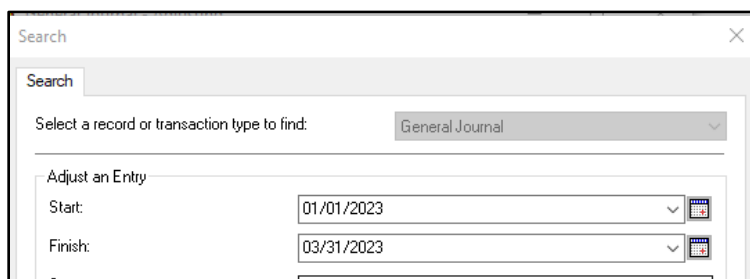 Search
Search
Select a record or transaction type to find: General Journal
Adjust an Entry
Start: 01/01/2023
Finish: 03/31/2023